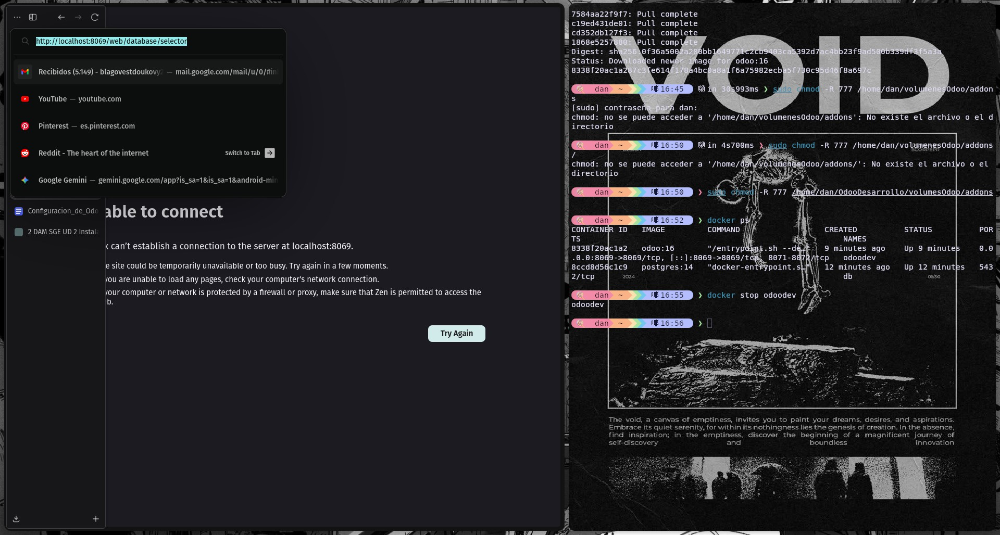 http://localhost:8069/web/database/selector
Recibidos (5.149) - blagovestdoukovy — mail.google.com/mail/u/0/#in
YouTube — youtube.com
Pinterest — es.pinterest.com
Reddit - The heart of the internet Switch to Tab
Google Gemini — gemini.google.com/app?is_sa=1&is_sa=1&android-min
Configuracion_de_Odo
2 DAM SGE UD 2 Instala
able to connect
x can’t establish a connection to the server at localhost:8069.
e site could be temporarily unavailable or too busy. Try again in a few moments.
you are unable to load any pages, check your computer’s network connection.
your computer or network is protected by a firewall or proxy, make sure that Zen is permitted to access the
eb.
Try Again
VOID
7584aa22f9f7: Pull complete
c19ed431de01: Pull complete
cd352db127f3: Pull complete
1868e5257880: Pull complete
Digest: sha256:0f36a5002a200bb1649771c2cb9403ca5392d7ac4bb23f9ad500b339df3f5a3a
Status: Downloaded newer image for odoo:16
8338f20ac1a287c3fe614f178a4bc0a8a1f6a75982ecba5f730c95d46f8a697c
dan ~ 16:45 in 30s993ms ❯ sudo chmod -R 777 /home/dan/volumenesOdoo/addon
s
[sudo] contraseña para dan:
chmod: no se puede acceder a '/home/dan/volumenesOdoo/addons': No existe el archivo o el d
irectorio
dan ~ 16:50 in 4s700ms ❯ sudo chmod -R 777 /home/dan/volumenesOdoo/addons
/
chmod: no se puede acceder a '/home/dan/volumenesOdoo/addons/': No existe el archivo o el
directorio
dan ~ 16:50 ❯ sudo chmod -R 777 /home/dan/OdooDesarrollo/volumesOdoo/addons
dan ~ 16:52 ❯ docker ps
CONTAINER ID IMAGE COMMAND CREATED STATUS POR
TS NAMES
8338f20ac1a2 odoo:16 "/entrypoint.sh --de…" 9 minutes ago Up 9 minutes 0.0
.0.0:8069->8069/tcp, [::]:8069->8069/tcp, 8071-8072/tcp odoodev
8ccd8d56c1c9 postgres:14 "docker-entrypoint.s…" 12 minutes ago Up 12 minutes 543
2/tcp db
2024 01/30
dan ~ 16:55 ❯ docker stop odoodev
odoodev
dan ~ 16:56 ❯
The void, a canvas of emptiness, invites you to paint your dreams, desires, and aspirations.
Embrace its quiet serenity, for within its nothingness lies the genesis of creation. In the absence,
find inspiration; in the emptiness, discover the beginning of a magnificent journey of
self-discovery and boundless innovation